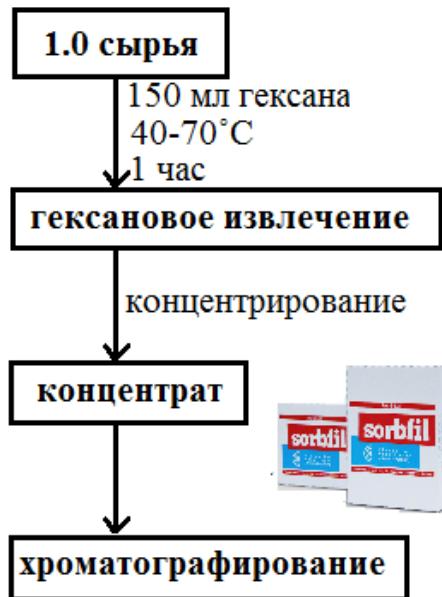 1.0 сырья
150 мл гексана
40-70˚C
1 час
гексановое извлечение
концентрирование
концентрат
sorbfil
sorbfil
хроматографирование